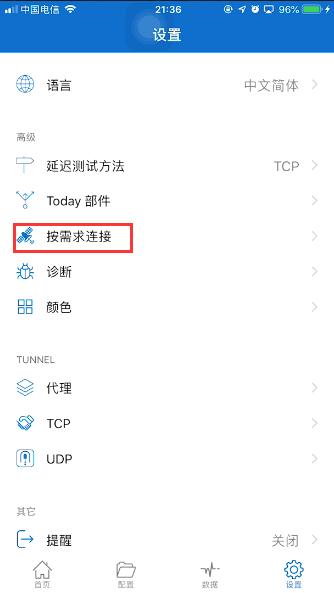 中国电信 21:36 96%
设置
语言 中文简体
高级
延迟测试方法 TCP
Today 部件
按需求连接
诊断
颜色
TUNNEL
代理
TCP
UDP
其它
提醒 关闭
首页 配置 数据 设置